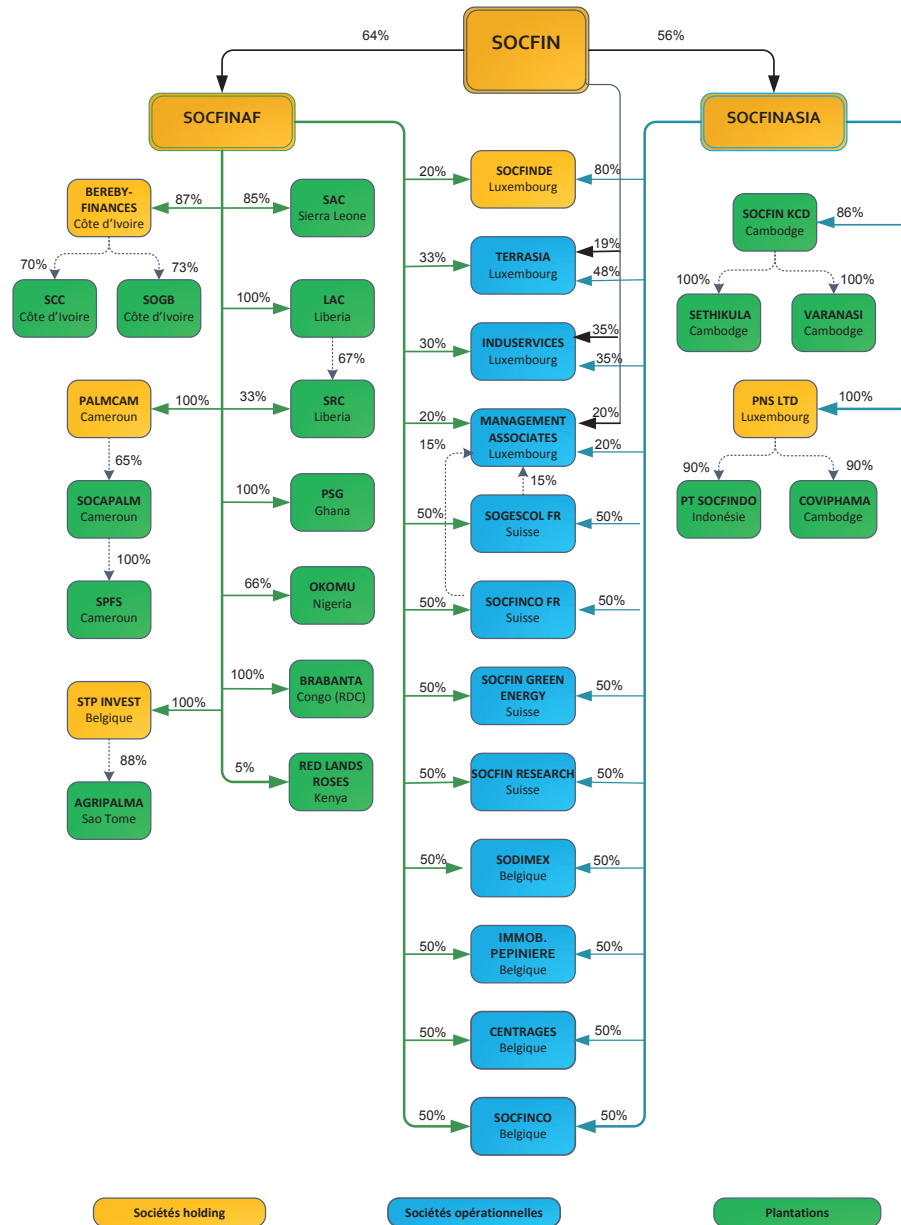 64%
SOCFIN
56%
SOCFINAF
SOCFINASIA
BEREBY-
FINANCES
Côte d'Ivoire
87%
85%
SAC
Sierra Leone
20%
SOCFINDE
Luxembourg
80%
SOCFIN KCD
Cambodge
86%
70%
73%
SCC
Côte d'Ivoire
SOGB
Côte d'Ivoire
100%
LAC
Liberia
67%
33%
TERRASIA
Luxembourg
19%
48%
100%
100%
SETHIKULA
Cambodge
VARANASI
Cambodge
30%
INDUSERVICES
Luxembourg
35%
35%
PALMCAM
Cameroun
100%
33%
SRC
Liberia
20%
MANAGEMENT
ASSOCIATES
Luxembourg
20%
20%
15%
15%
PNS LTD
Luxembourg
100%
65%
90%
90%
SOCAPALM
Cameroun
100%
PSG
Ghana
50%
SOGESCOL FR
Suisse
50%
PT SOCFINDO
Indonésie
COVIPHAMA
Cambodge
100%
SPFS
Cameroun
66%
OKOMU
Nigeria
50%
SOCFINCO FR
Suisse
50%
STP INVEST
Belgique
100%
100%
BRABANTA
Congo (RDC)
50%
SOCFIN GREEN
ENERGY
Suisse
50%
88%
AGRIPALMA
Sao Tome
5%
RED LANDS
ROSES
Kenya
50%
SOCFIN RESEARCH
Suisse
50%
50%
SODIMEX
Belgique
50%
50%
IMMOB.
PEPINIERE
Belgique
50%
50%
CENTRAGES
Belgique
50%
50%
SOCFINCO
Belgique
50%
Sociétés holding
Sociétés opérationnelles
Plantations